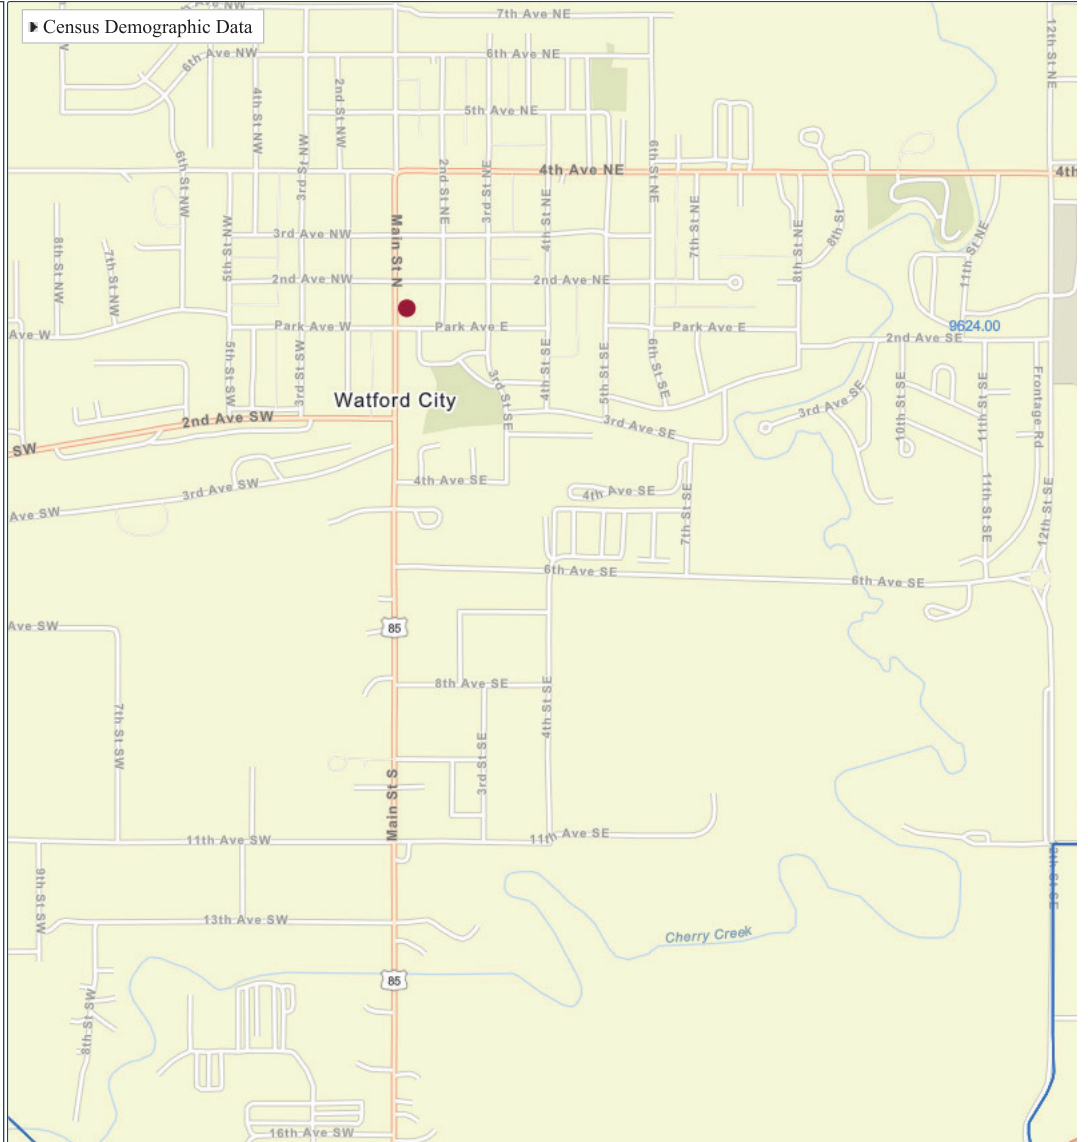 Census Demographic Data
Ave NW
7th Ave NE
6th Ave NW
6th Ave NE
12th St NE
4th St NW
2nd St NW
5th Ave NE
3rd St NW
6th St NW
2nd St NE
3rd St NE
4th Ave NE
6th St NE
4th
4th St NE
7th St NE
8th St
8th St NE
11th St NE
5th St NW
3rd Ave NW
Main St N
8th St NW
7th St NW
2nd Ave NW
2nd Ave NE
Ave W
Park Ave W
Park Ave E
Park Ave E
9624.00
2nd Ave SE
5th St SW
3rd St SW
3rd St SE
4th St SE
5th St SE
6th St SE
Watford City
3rd Ave SE
10th St SE
11th St SE
Frontage Rd
2nd Ave SW
3rd Ave SE
SW
3rd Ave SW
4th Ave SE
4th Ave SE
Ave SW
7th St SE
11th St SE
12th St SE
6th Ave SE
6th Ave SE
85
Ave SW
8th Ave SE
7th St SW
4th St SE
3rd St SE
Main St S
11th Ave SW
11th Ave SE
9th St SW
2th St SE
13th Ave SW
Cherry Creek
85
8th St SW
16th Ave SW